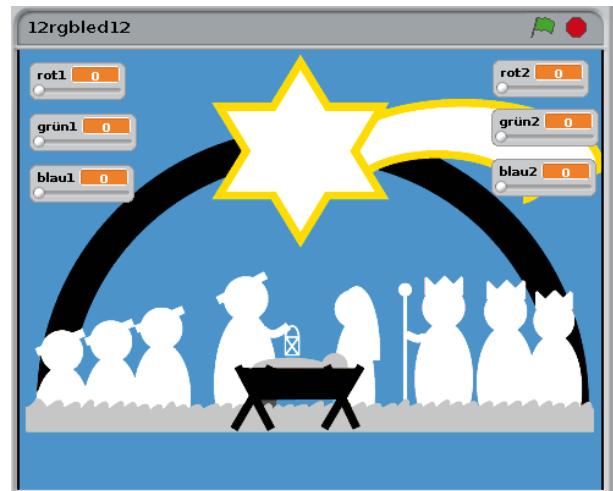 12rgbled12
rot1 0
rot2 0
grün1 0
grün2 0
blau1 0
blau2 0